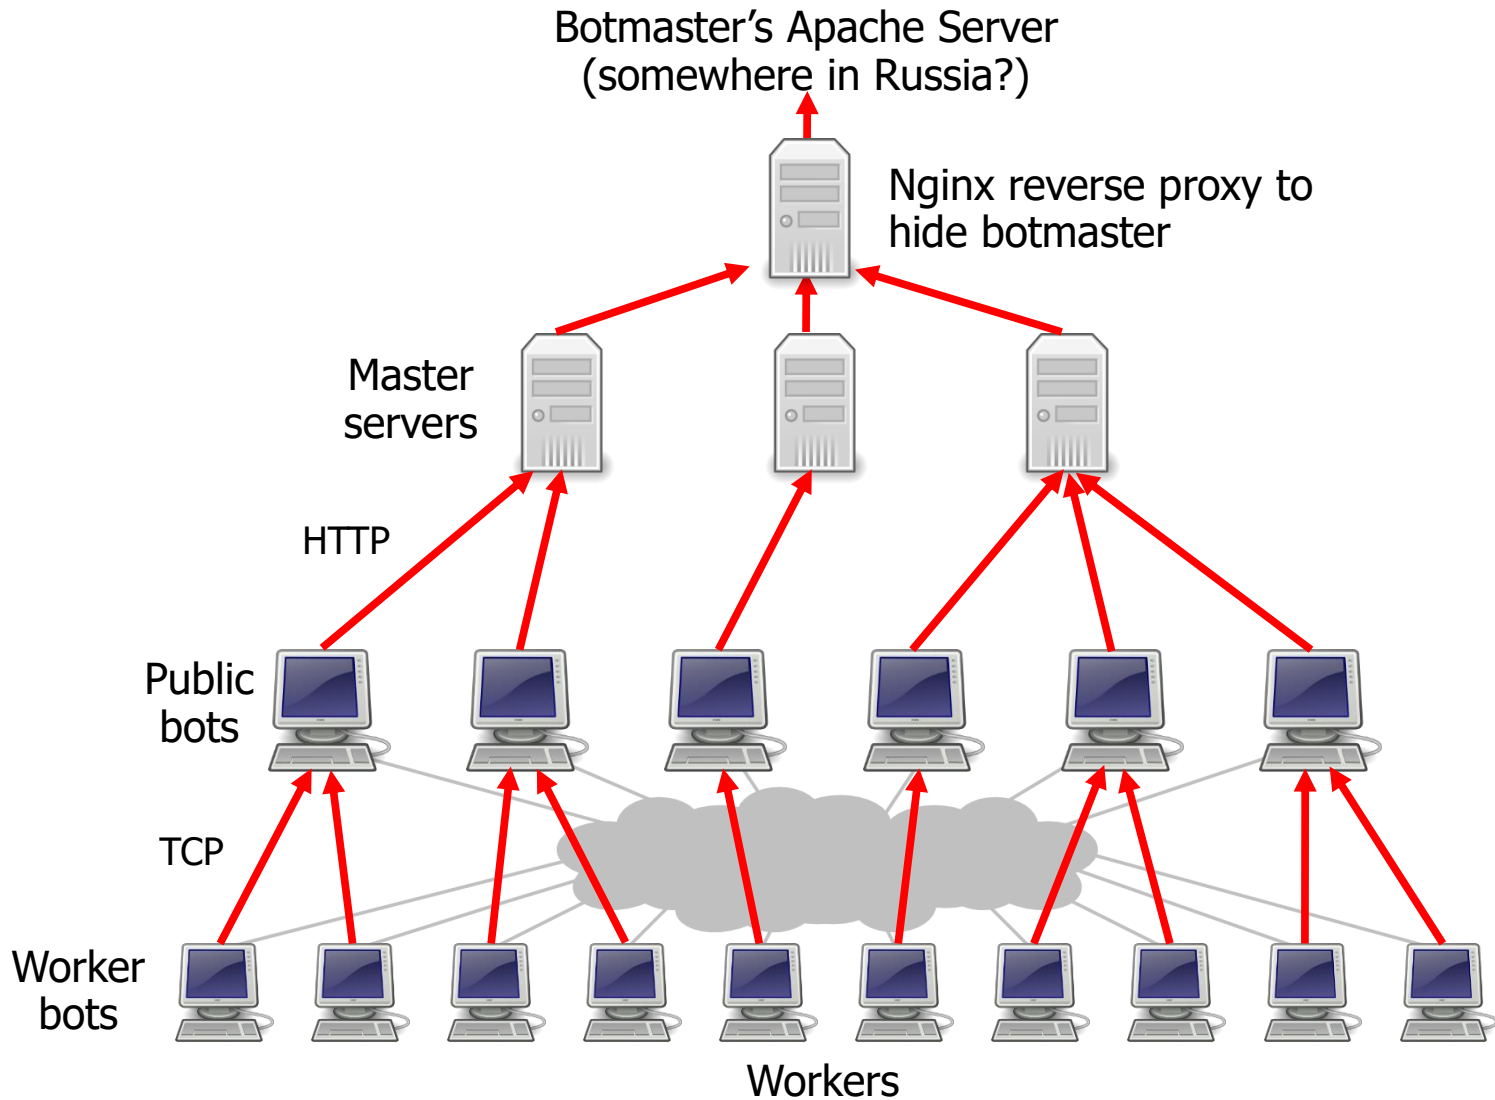 Botmaster’s Apache Server
(somewhere in Russia?)
Nginx reverse proxy to
hide botmaster
Master
servers
HTTP
Public
bots
TCP
Worker
bots
Workers